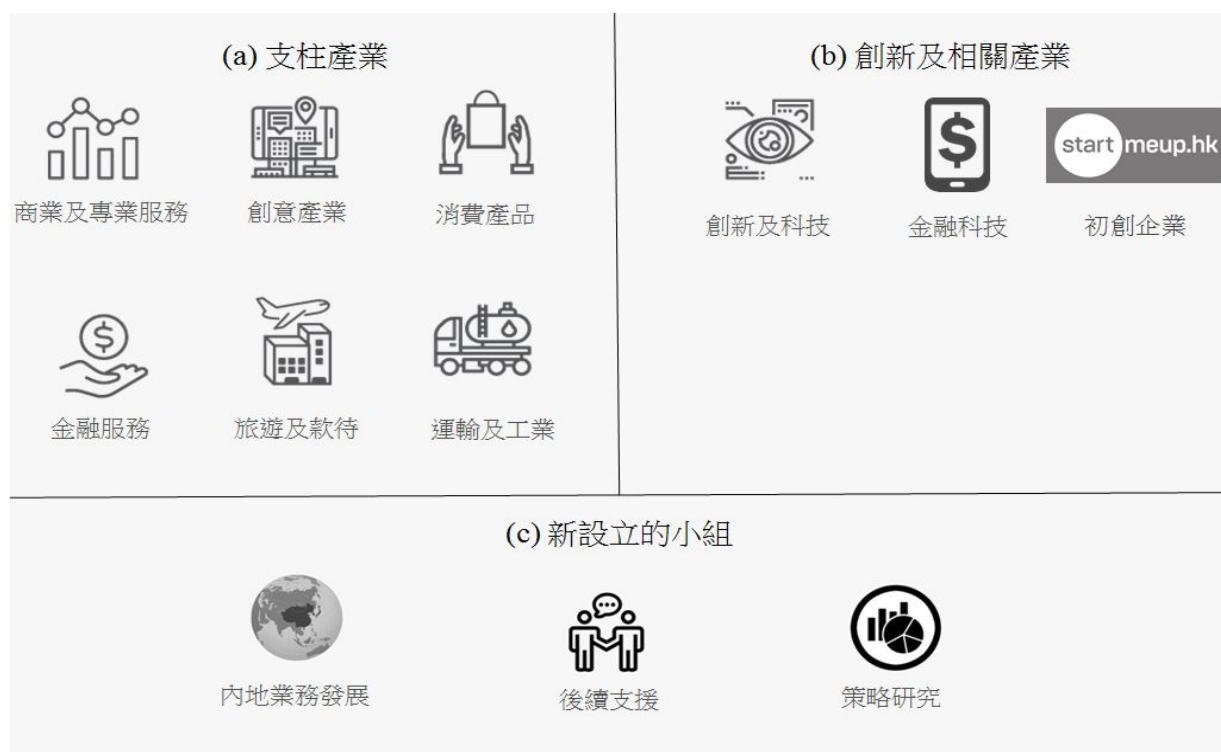 (a) 支柱產業
商業及專業服務
創意產業
消費產品
金融服務
旅遊及款待
運輸及工業
(b) 創新及相關產業
startmeup.hk
創新及科技
金融科技
初創企業
(c) 新設立的小組
內地業務發展
後續支援
策略研究